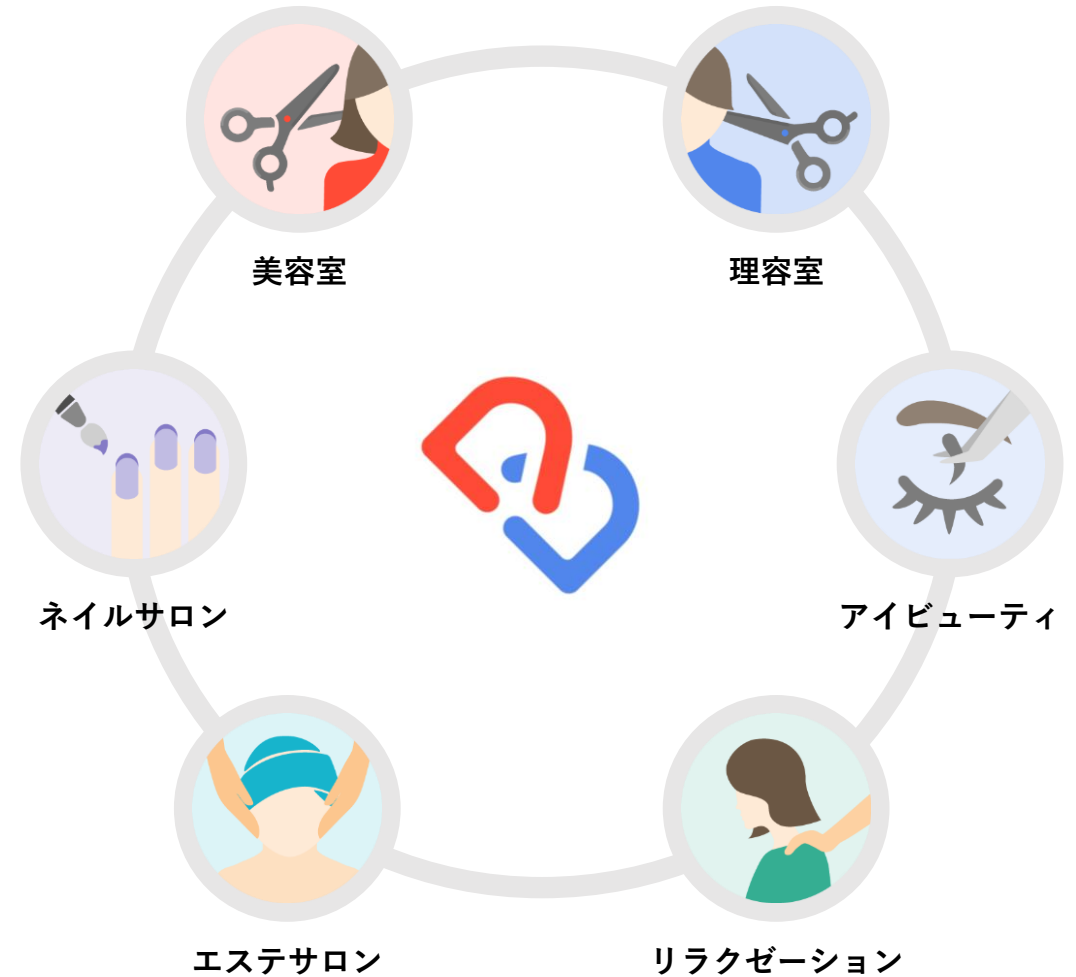 美容室
理容室
ネイルサロン
アイビューティ
エステサロン
リラクゼーション